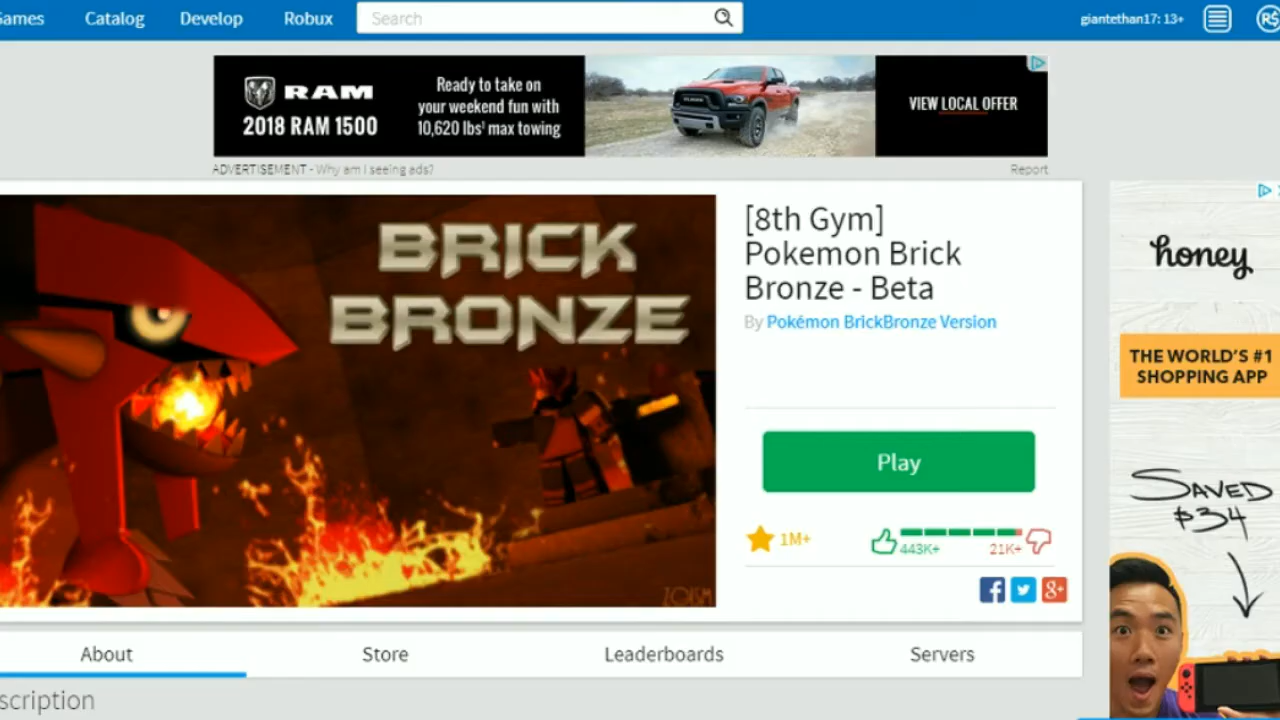 Games Catalog Develop Robux Search giantethan17: 13+ R$
RAM
2018 RAM 1500
Ready to take on
your weekend fun with
10,620 lbs¹ max towing
VIEW LOCAL OFFER
ADVERTISEMENT - Why am I seeing ads? Report
BRICK
BRONZE
ZOISM
[8th Gym]
Pokemon Brick
Bronze - Beta
By Pokémon BrickBronze Version
Play
1M+ 443K+ 21K+
f 8+
honey
THE WORLD'S #1
SHOPPING APP
SAVED
$34
About Store Leaderboards Servers
scription